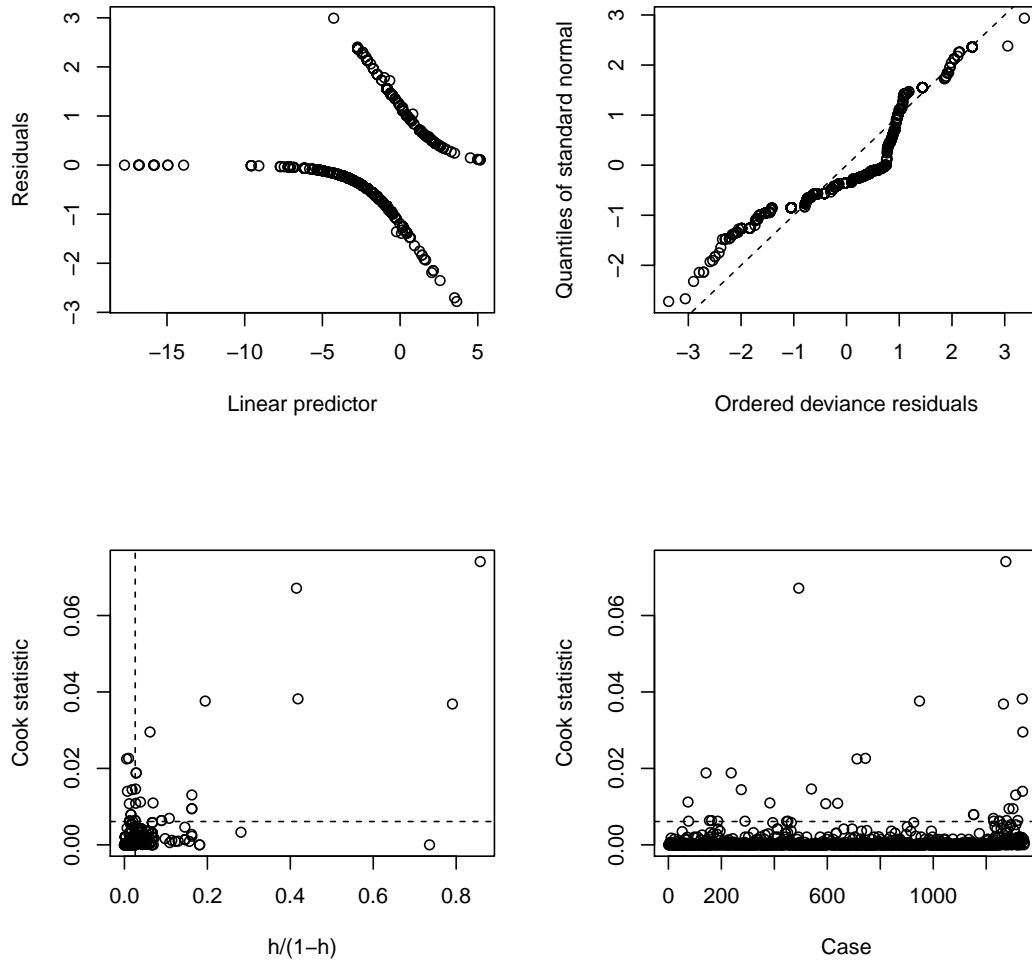 3
2
1
0
−1
−2
−3
Residuals
−15 −10 −5 0 5
Linear predictor
3
2
1
0
−1
−2
Quantiles of standard normal
−3 −2 −1 0 1 2 3
Ordered deviance residuals
0.06
0.04
0.02
0.00
Cook statistic
0.0 0.2 0.4 0.6 0.8
h/(1−h)
0.06
0.04
0.02
0.00
Cook statistic
0 200 600 1000
Case